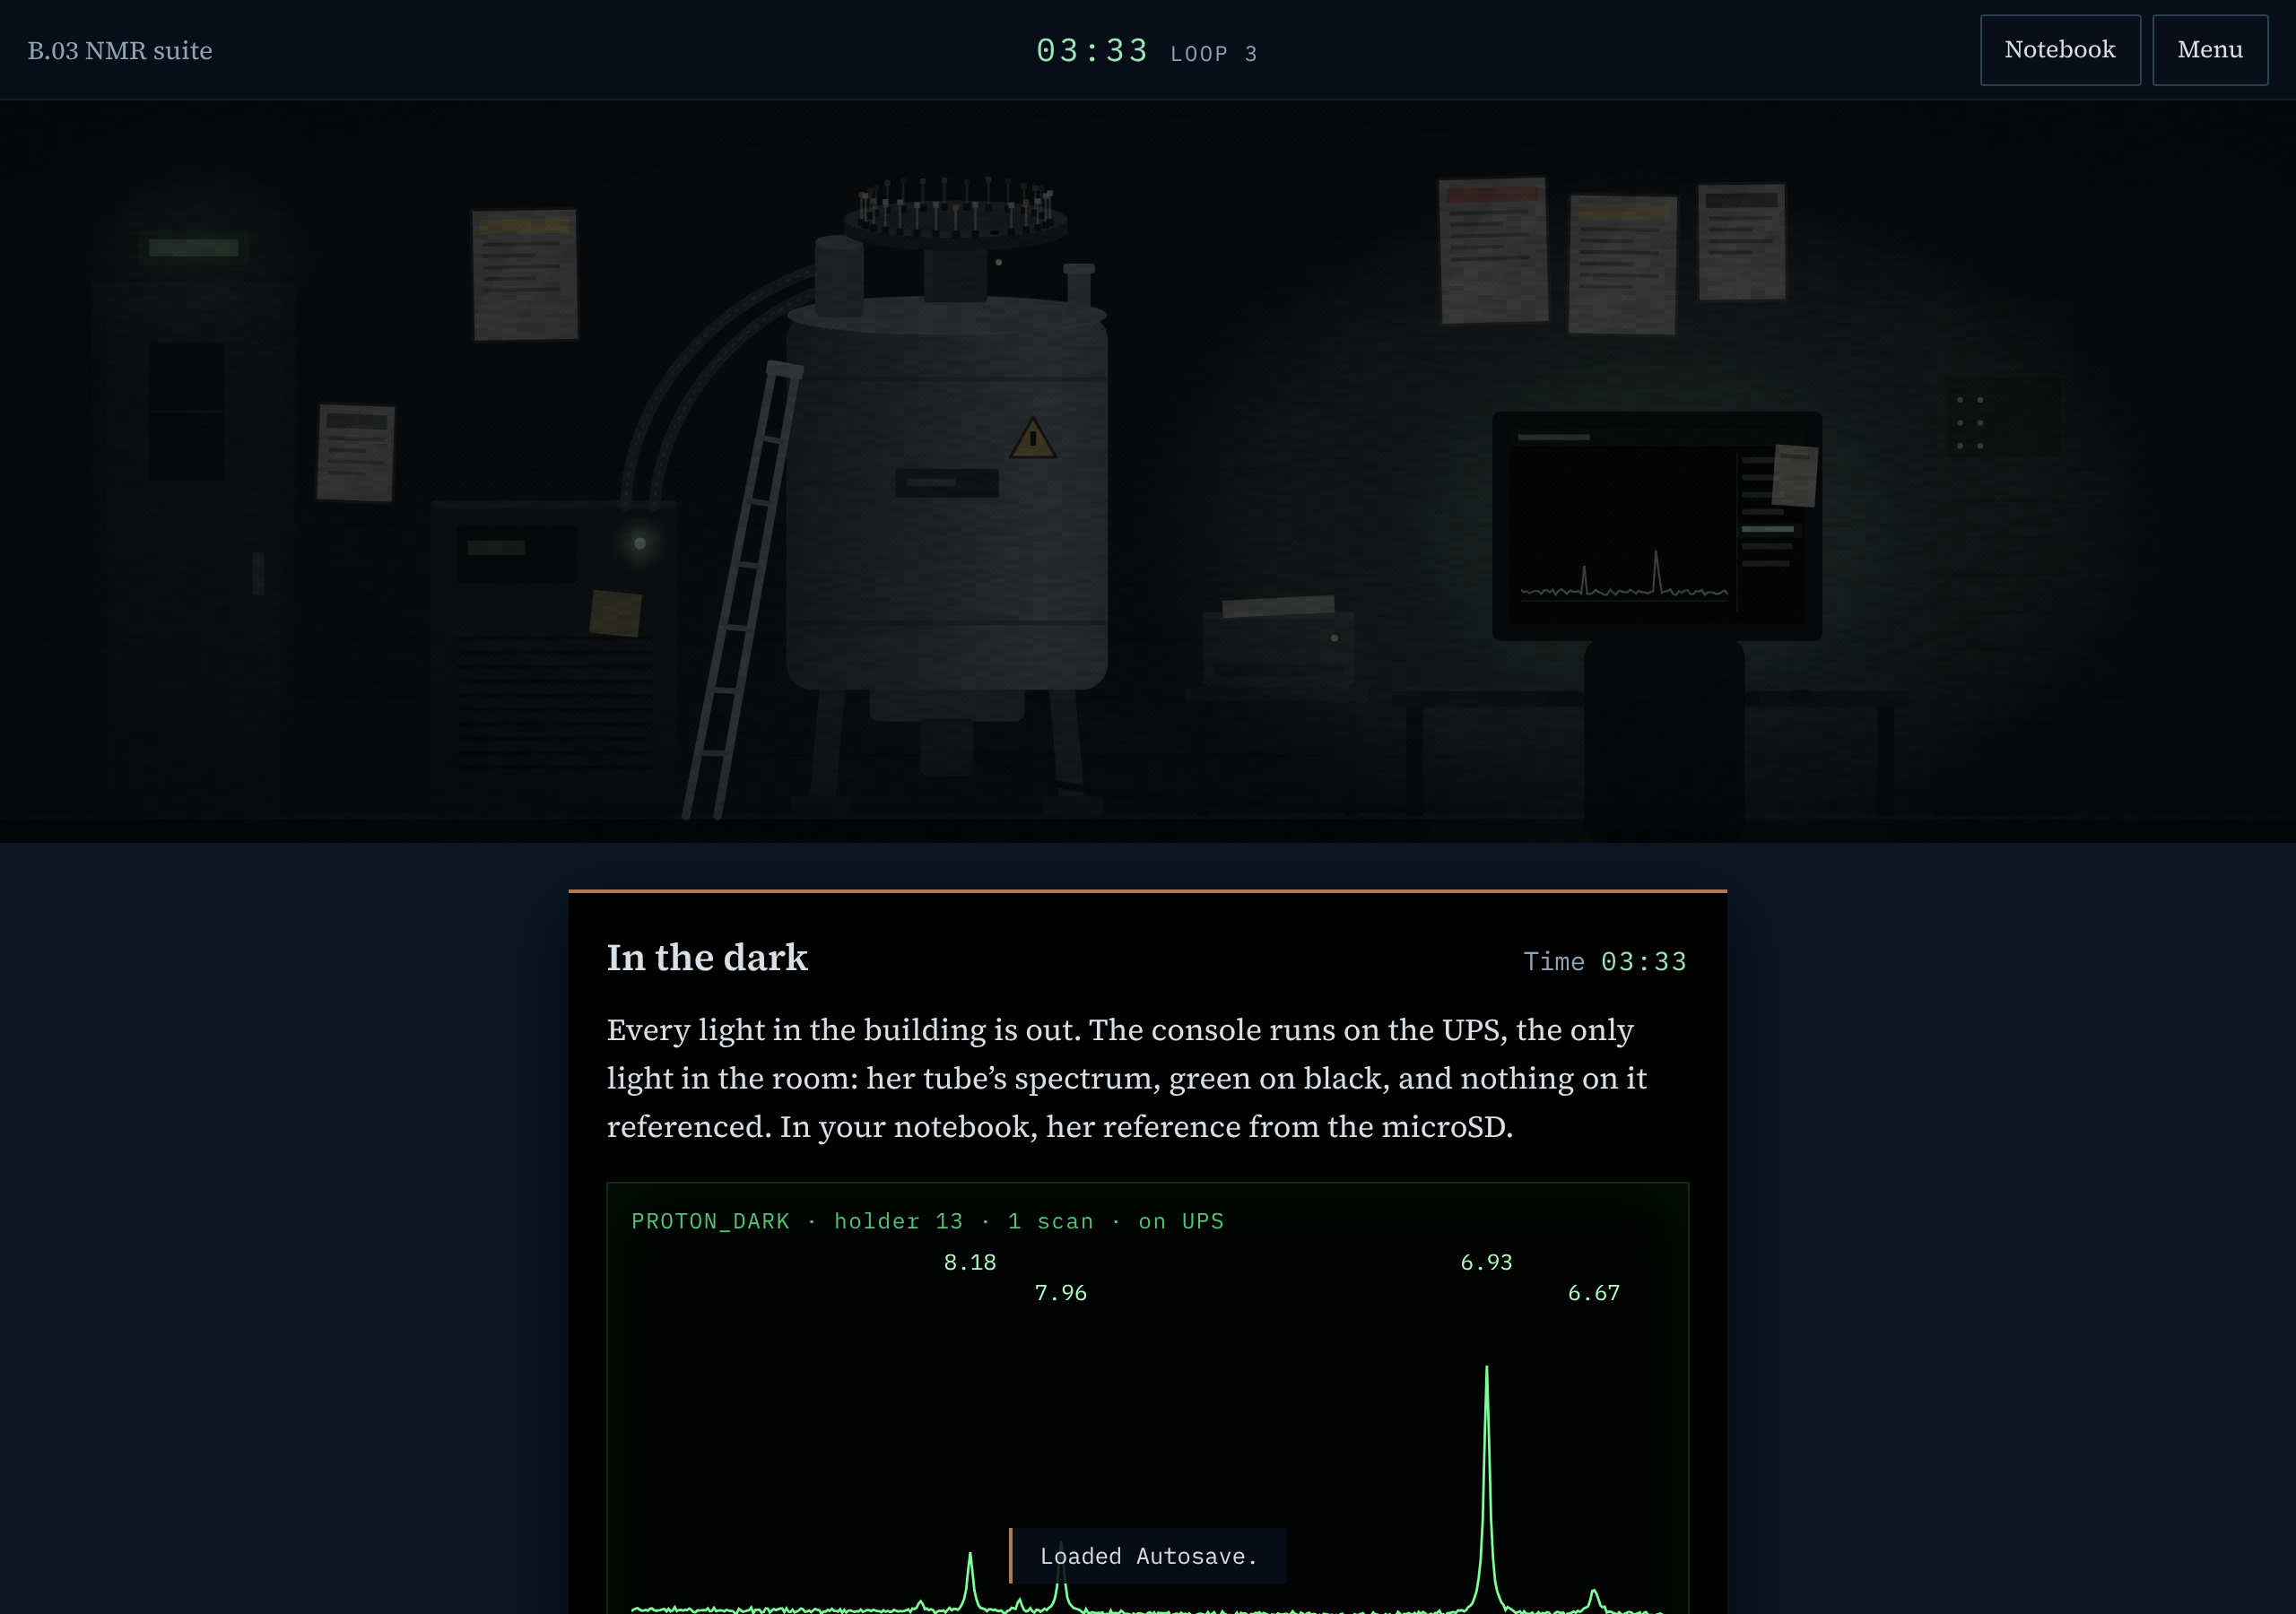 B.03 NMR suite
03:33 LOOP 3
Notebook
Menu
In the dark
Time 03:33
Every light in the building is out. The console runs on the UPS, the only
light in the room: her tube’s spectrum, green on black, and nothing on it
referenced. In your notebook, her reference from the microSD.
PROTON_DARK · holder 13 · 1 scan · on UPS
8.18
6.93
7.96
6.67
Loaded Autosave.